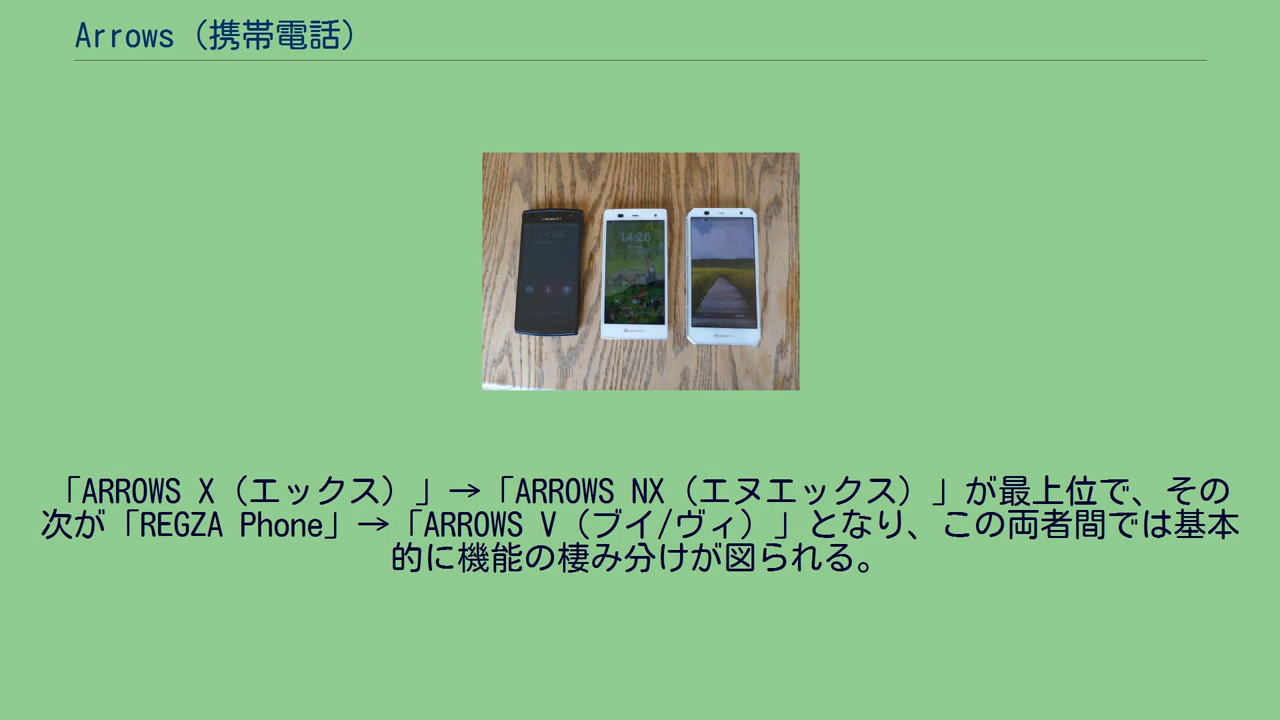 Arrows（携帯電話）
14:26
「ARROWS X（エックス）」→「ARROWS NX（エヌエックス）」が最上位で、その
次が「REGZA Phone」→「ARROWS V（ブイ/ヴィ）」となり、この両者間では基本
的に機能の棲み分けが図られる。